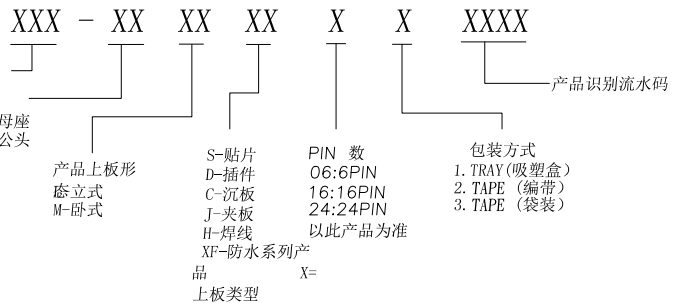 XXX - XX XX XX X X XXXX
产品识别流水码
母座
公头
产品上板形
态立式
M-卧式
S-贴片
D-插件
C-沉板
J-夹板
H-焊线
XF-防水系列产
品 X=
上板类型
PIN 数
06:6PIN
16:16PIN
24:24PIN
以此产品为准
包装方式
1. TRAY(吸塑盒)
2. TAPE (编带)
3. TAPE (袋装)